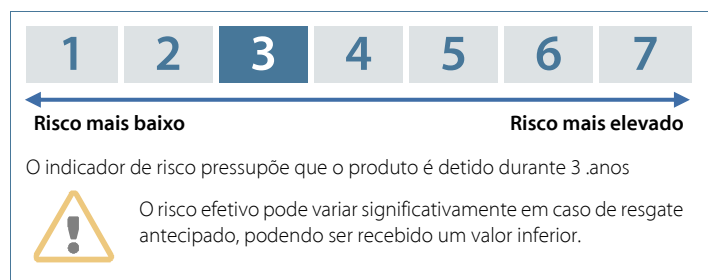 1 2 3 4 5 6 7
Risco mais baixo Risco mais elevado
O indicador de risco pressupõe que o produto é detido durante 3 .anos
O risco efetivo pode variar significativamente em caso de resgate
antecipado, podendo ser recebido um valor inferior.